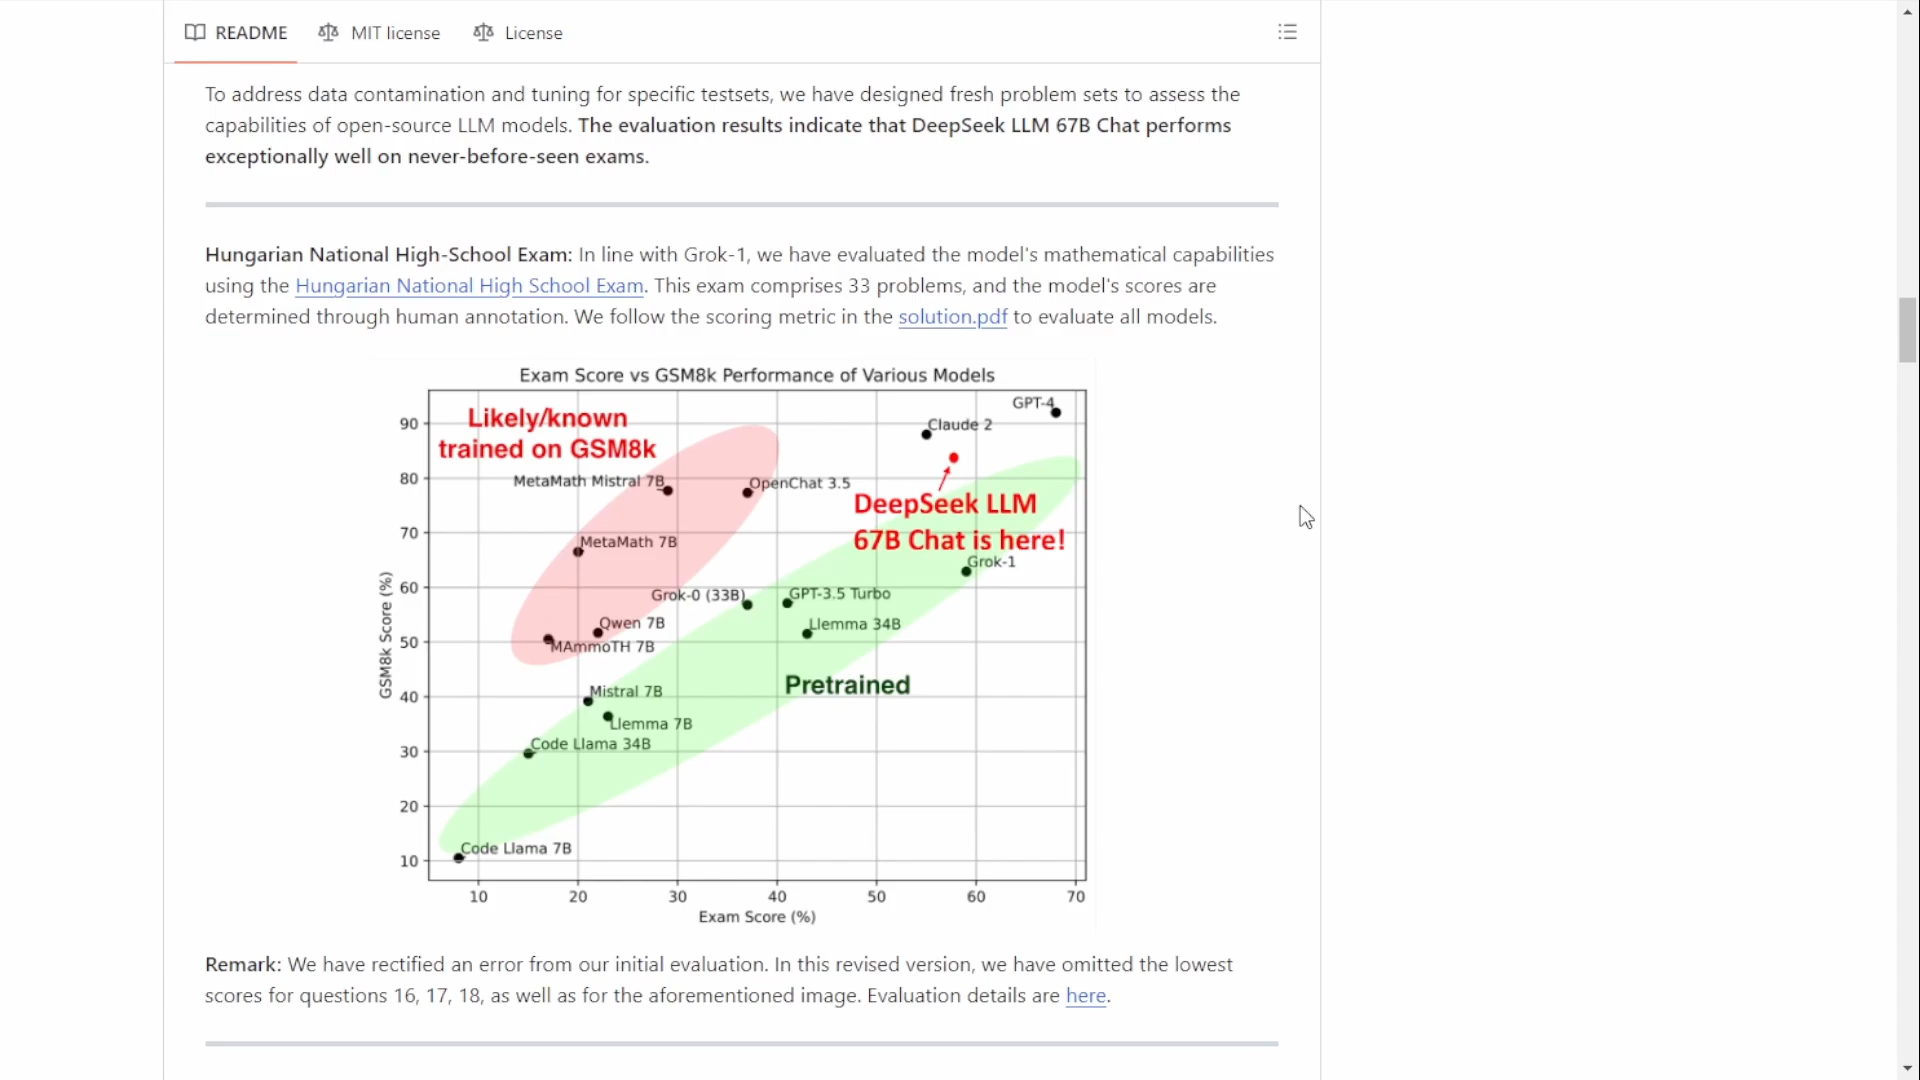 README
MIT license
License
To address data contamination and tuning for specific testsets, we have designed fresh problem sets to assess the
capabilities of open-source LLM models. The evaluation results indicate that DeepSeek LLM 67B Chat performs
exceptionally well on never-before-seen exams.
Hungarian National High-School Exam: In line with Grok-1, we have evaluated the model's mathematical capabilities
using the Hungarian National High School Exam. This exam comprises 33 problems, and the model's scores are
determined through human annotation. We follow the scoring metric in the solution.pdf to evaluate all models.
Exam Score vs GSM8k Performance of Various Models
Likely/known
trained on GSM8k
GPT-4
Claude 2
MetaMath Mistral 7B
OpenChat 3.5
DeepSeek LLM
67B Chat is here!
MetaMath 7B
Grok-1
Grok-0 (33B)
GPT-3.5 Turbo
Qwen 7B
Llemma 34B
MAmmoTH 7B
Pretrained
Mistral 7B
Llemma 7B
Code Llama 34B
Code Llama 7B
GSM8k Score (%)
90
80
70
60
50
40
30
20
10
10 20 30 40 50 60 70
Exam Score (%)
Remark: We have rectified an error from our initial evaluation. In this revised version, we have omitted the lowest
scores for questions 16, 17, 18, as well as for the aforementioned image. Evaluation details are here.